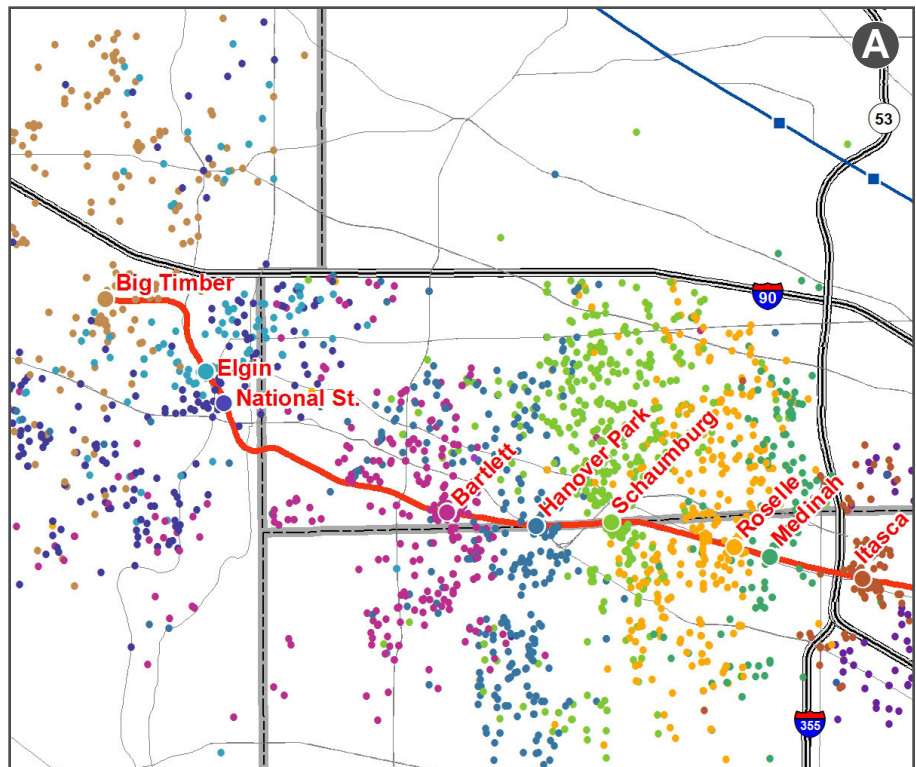 A
53
Big Timber
90
Elgin
National St.
Bartlett
Hanover Park
Schaumburg
Roselle
Medinah
Itasca
355